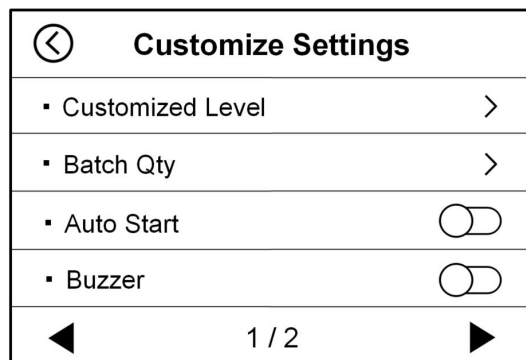 Customize Settings
▪ Customized Level
▪ Batch Qty
▪ Auto Start
▪ Buzzer
1 / 2